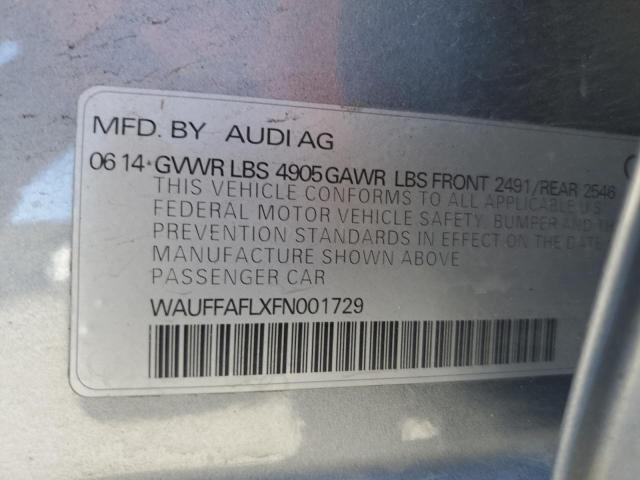 MFD. BY AUDI AG
06 14 GVWR LBS 4905 GAWR LBS FRONT 2491/REAR 2546
THIS VEHICLE CONFORMS TO ALL APPLICABLE U.S.
FEDERAL MOTOR VEHICLE SAFETY, BUMPER AND
PREVENTION STANDARDS IN EFFECT ON THE DATE
MANUFACTURE SHOWN ABOVE
PASSENGER CAR
WAUFFAFLXFN001729